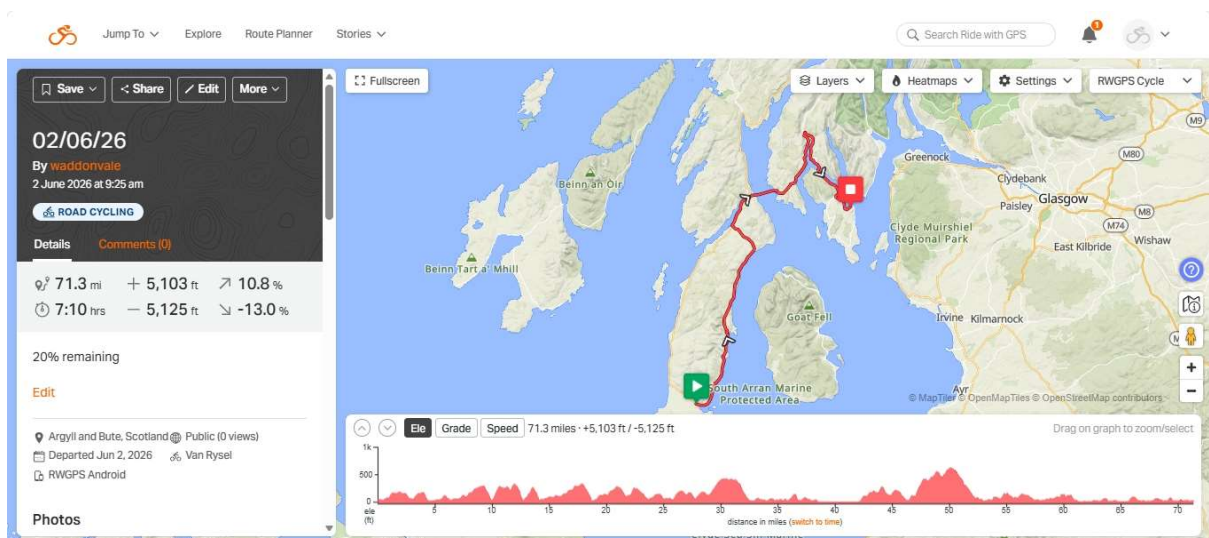 Jump To
Explore
Route Planner
Stories
Search Ride with GPS
1
Save
Share
Edit
More
02/06/26
By waddonvale
2 June 2026 at 9:25 am
ROAD CYCLING
Details
Comments (0)
71.3 mi + 5,103 ft 10.8 %
7:10 hrs − 5,125 ft -13.0 %
20% remaining
Edit
Argyll and Bute, Scotland Public (0 views)
Departed Jun 2, 2026 Van Rysel
RWGPS Android
Photos
Fullscreen
Layers
Heatmaps
Settings
RWGPS Cycle
M9
M80
Greenock
Clydebank
Beinn an Òir
Paisley
Glasgow
M8
M74
Clyde Muirshiel
Regional Park
East Kilbride
Wishaw
Beinn Tart a' Mhill
Goat Fell
Irvine
Kilmarnock
South Arran Marine
Protected Area
Ayr
© MapTiler © OpenMapTiles © OpenStreetMap contributors
+
−
Ele
Grade
Speed
71.3 miles · +5,103 ft / -5,125 ft
Drag on graph to zoom/select
1k
500
0
ele
(ft)
5 10 15 20 25 30 35 40 45 50 55 60 65 70
distance in miles (switch to time)